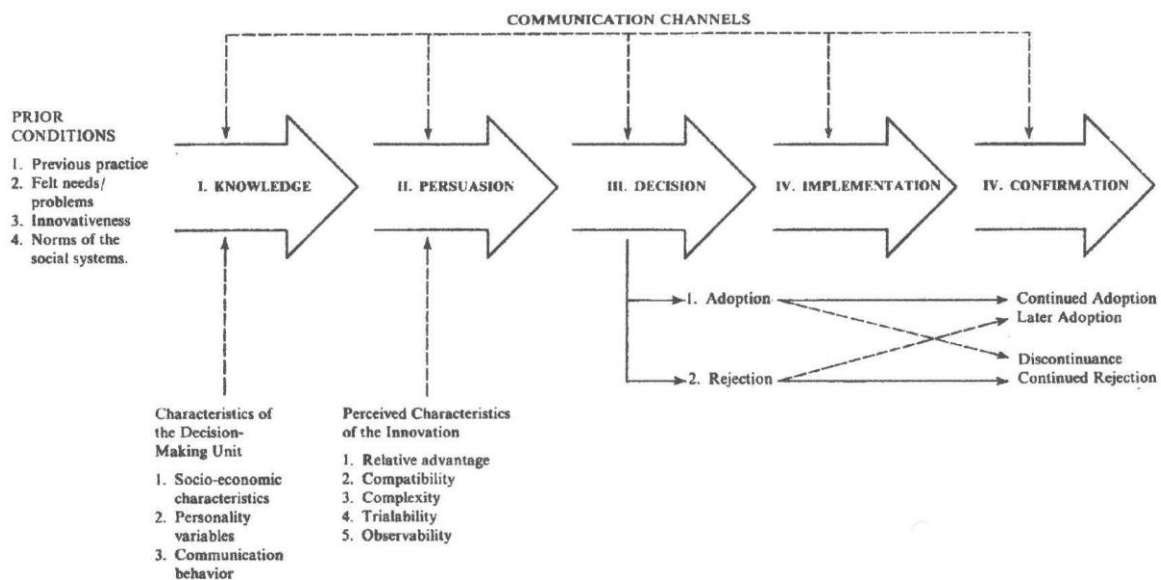 COMMUNICATION CHANNELS
PRIOR
CONDITIONS
1. Previous practice
2. Felt needs/
problems
3. Innovativeness
4. Norms of the
social systems.
I. KNOWLEDGE
II. PERSUASION
III. DECISION
IV. IMPLEMENTATION
IV. CONFIRMATION
1. Adoption
2. Rejection
Continued Adoption
Later Adoption
Discontinuance
Continued Rejection
Characteristics of
the Decision-
Making Unit
1. Socio-economic
characteristics
2. Personality
variables
3. Communication
behavior
Perceived Characteristics
of the Innovation
1. Relative advantage
2. Compatibility
3. Complexity
4. Trialability
5. Observability